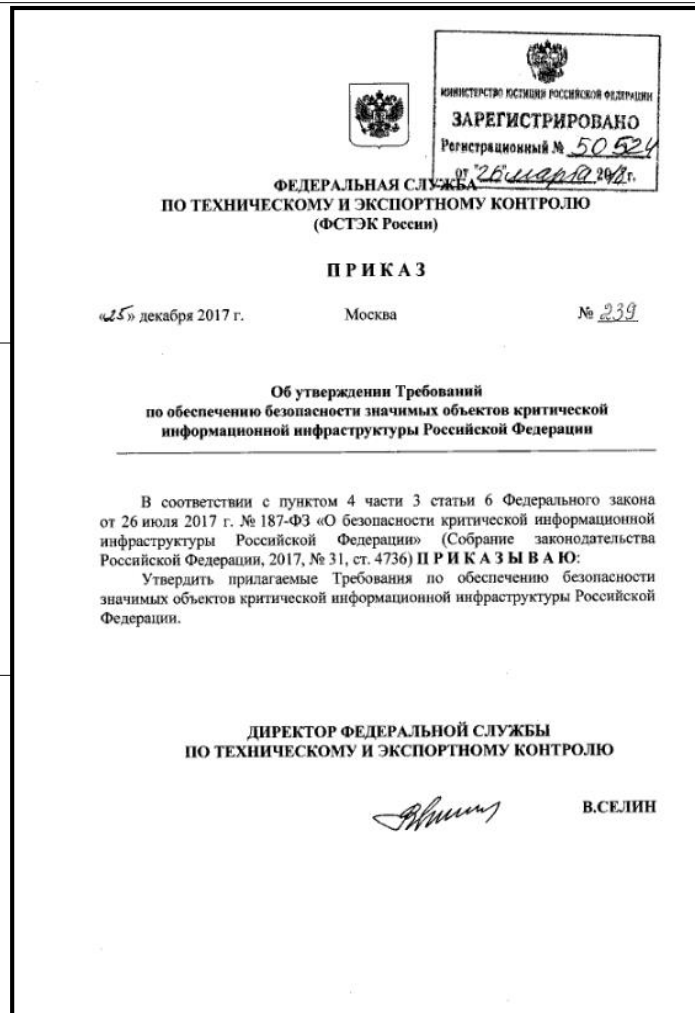 МИНИСТЕРСТВО ЮСТИЦИИ РОССИЙСКОЙ ФЕДЕРАЦИИ
ЗАРЕГИСТРИРОВАНО
Регистрационный № 50524
от "26" марта 2018 г.
ФЕДЕРАЛЬНАЯ СЛУЖБА
ПО ТЕХНИЧЕСКОМУ И ЭКСПОРТНОМУ КОНТРОЛЮ
(ФСТЭК России)
П Р И К А З
«25» декабря 2017 г. Москва № 239
Об утверждении Требований
по обеспечению безопасности значимых объектов критической
информационной инфраструктуры Российской Федерации
В соответствии с пунктом 4 части 3 статьи 6 Федерального закона
от 26 июля 2017 г. № 187-ФЗ «О безопасности критической информационной
инфраструктуры Российской Федерации» (Собрание законодательства
Российской Федерации, 2017, № 31, ст. 4736) П Р И К А З Ы В А Ю:
Утвердить прилагаемые Требования по обеспечению безопасности
значимых объектов критической информационной инфраструктуры Российской
Федерации.
ДИРЕКТОР ФЕДЕРАЛЬНОЙ СЛУЖБЫ
ПО ТЕХНИЧЕСКОМУ И ЭКСПОРТНОМУ КОНТРОЛЮ
В.СЕЛИН